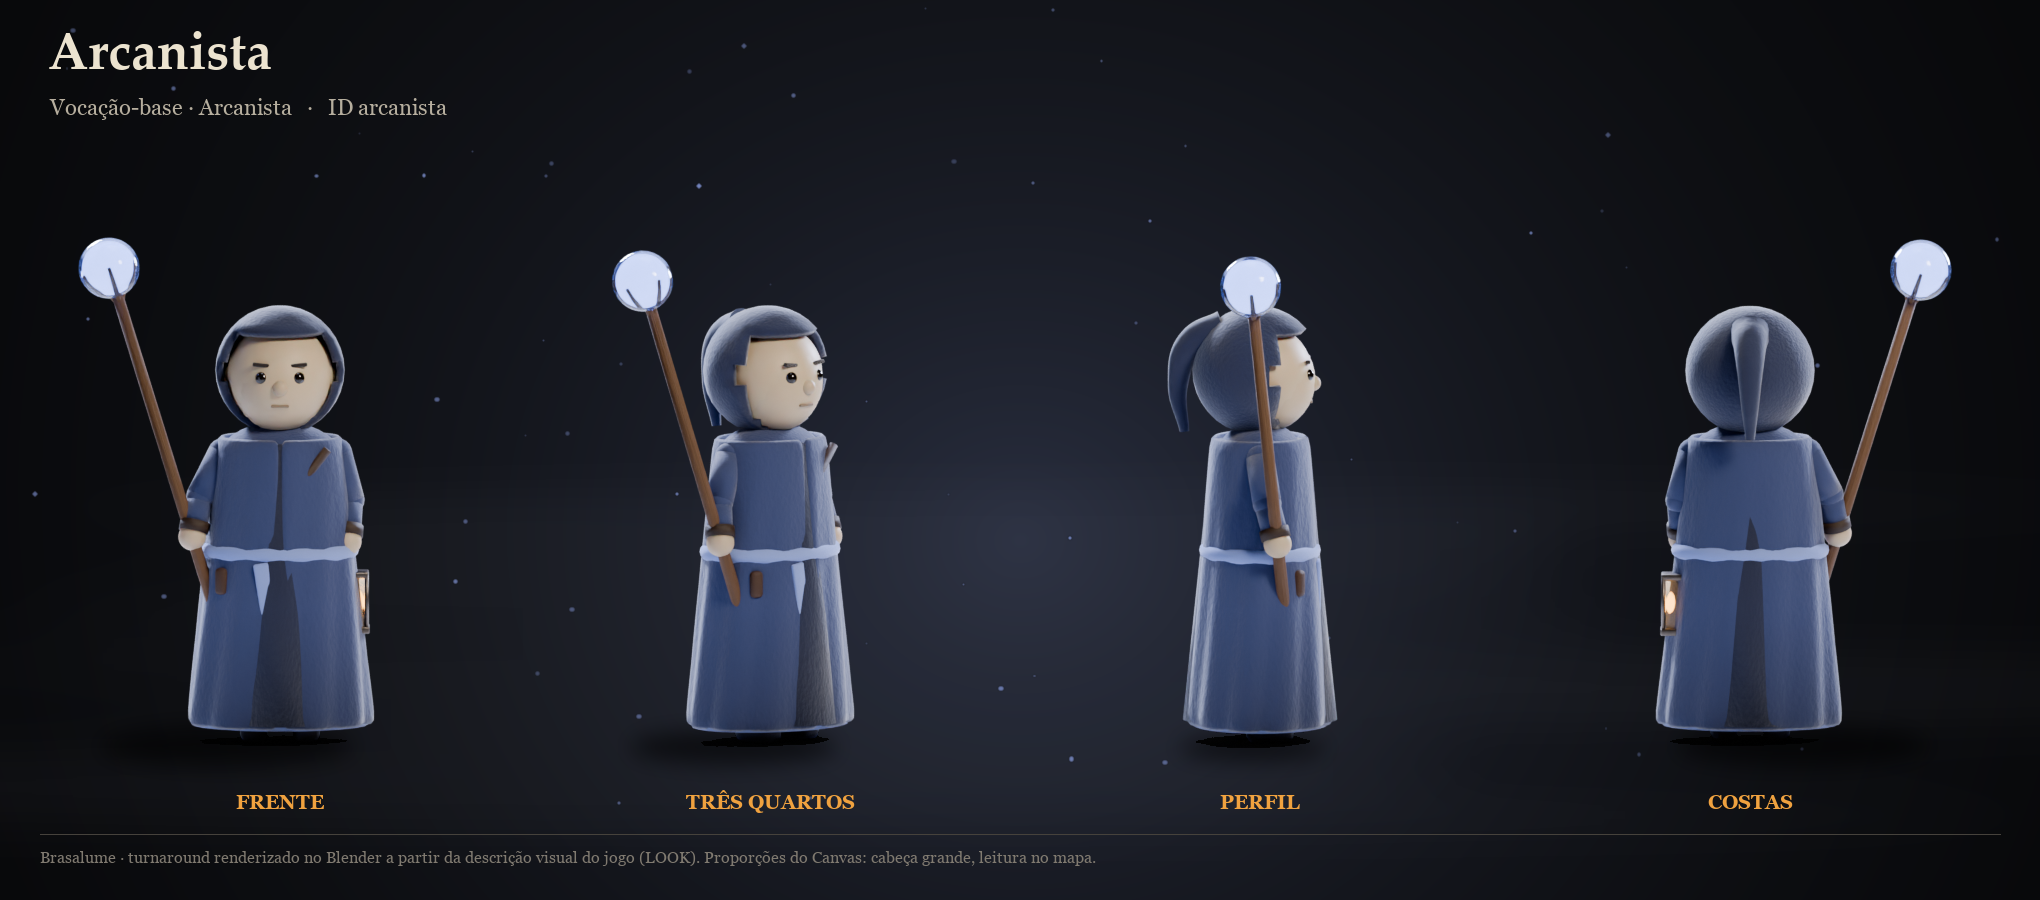 Arcanista
Vocação-base · Arcanista · ID arcanista
FRENTE
TRÊS QUARTOS
PERFIL
COSTAS
Brasalume · turnaround renderizado no Blender a partir da descrição visual do jogo (LOOK). Proporções do Canvas: cabeça grande, leitura no mapa.